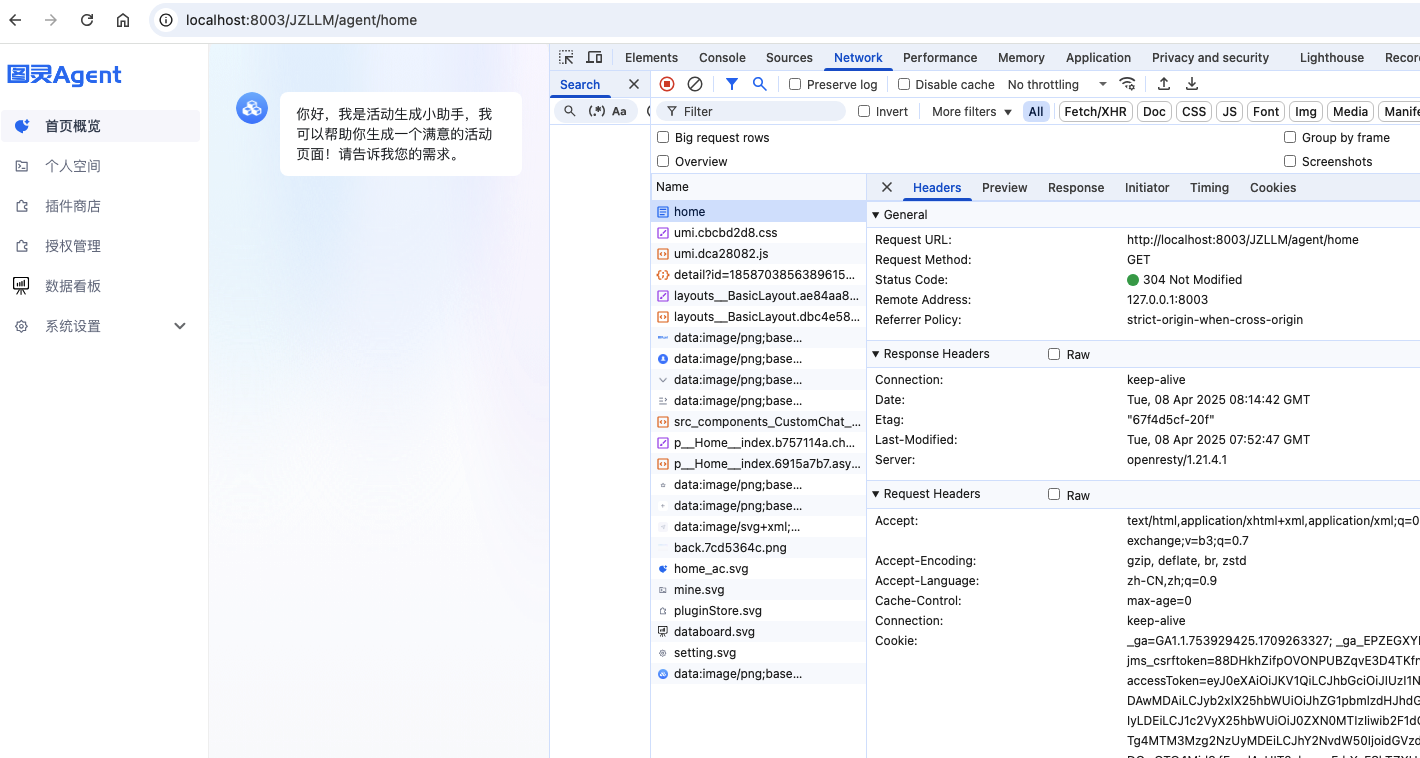 localhost:8003/JZLLM/agent/home
图灵Agent
首页概览
个人空间
插件商店
授权管理
数据看板
系统设置
你好，我是活动生成小助手，我
可以帮助你生成一个满意的活动
页面！请告诉我您的需求。
Elements Console Sources Network Performance Memory Application Privacy and security Lighthouse
Search
(.*) Aa
Preserve log Disable cache No throttling
Filter Invert More filters All Fetch/XHR Doc CSS JS Font Img Media
Big request rows Group by frame
Overview Screenshots
Name
home
umi.cbcbd2d8.css
umi.dca28082.js
detail?id=1858703856389615...
layouts__BasicLayout.ae84aa8...
layouts__BasicLayout.dbc4e58...
data:image/png;base...
data:image/png;base...
data:image/png;base...
data:image/png;base...
src_components_CustomChat_...
p__Home__index.b757114a.ch...
p__Home__index.6915a7b7.asy...
data:image/png;base...
data:image/png;base...
data:image/svg+xml;...
back.7cd5364c.png
home_ac.svg
mine.svg
pluginStore.svg
databoard.svg
setting.svg
data:image/png;base...
Headers Preview Response Initiator Timing Cookies
General
Request URL: http://localhost:8003/JZLLM/agent/home
Request Method: GET
Status Code: 304 Not Modified
Remote Address: 127.0.0.1:8003
Referrer Policy: strict-origin-when-cross-origin
Response Headers Raw
Connection: keep-alive
Date: Tue, 08 Apr 2025 08:14:42 GMT
Etag: "67f4d5cf-20f"
Last-Modified: Tue, 08 Apr 2025 07:52:47 GMT
Server: openresty/1.21.4.1
Request Headers Raw
Accept: text/html,application/xhtml+xml,application/xml;q=0
exchange;v=b3;q=0.7
Accept-Encoding: gzip, deflate, br, zstd
Accept-Language: zh-CN,zh;q=0.9
Cache-Control: max-age=0
Connection: keep-alive
Cookie: _ga=GA1.1.753929425.1709263327;